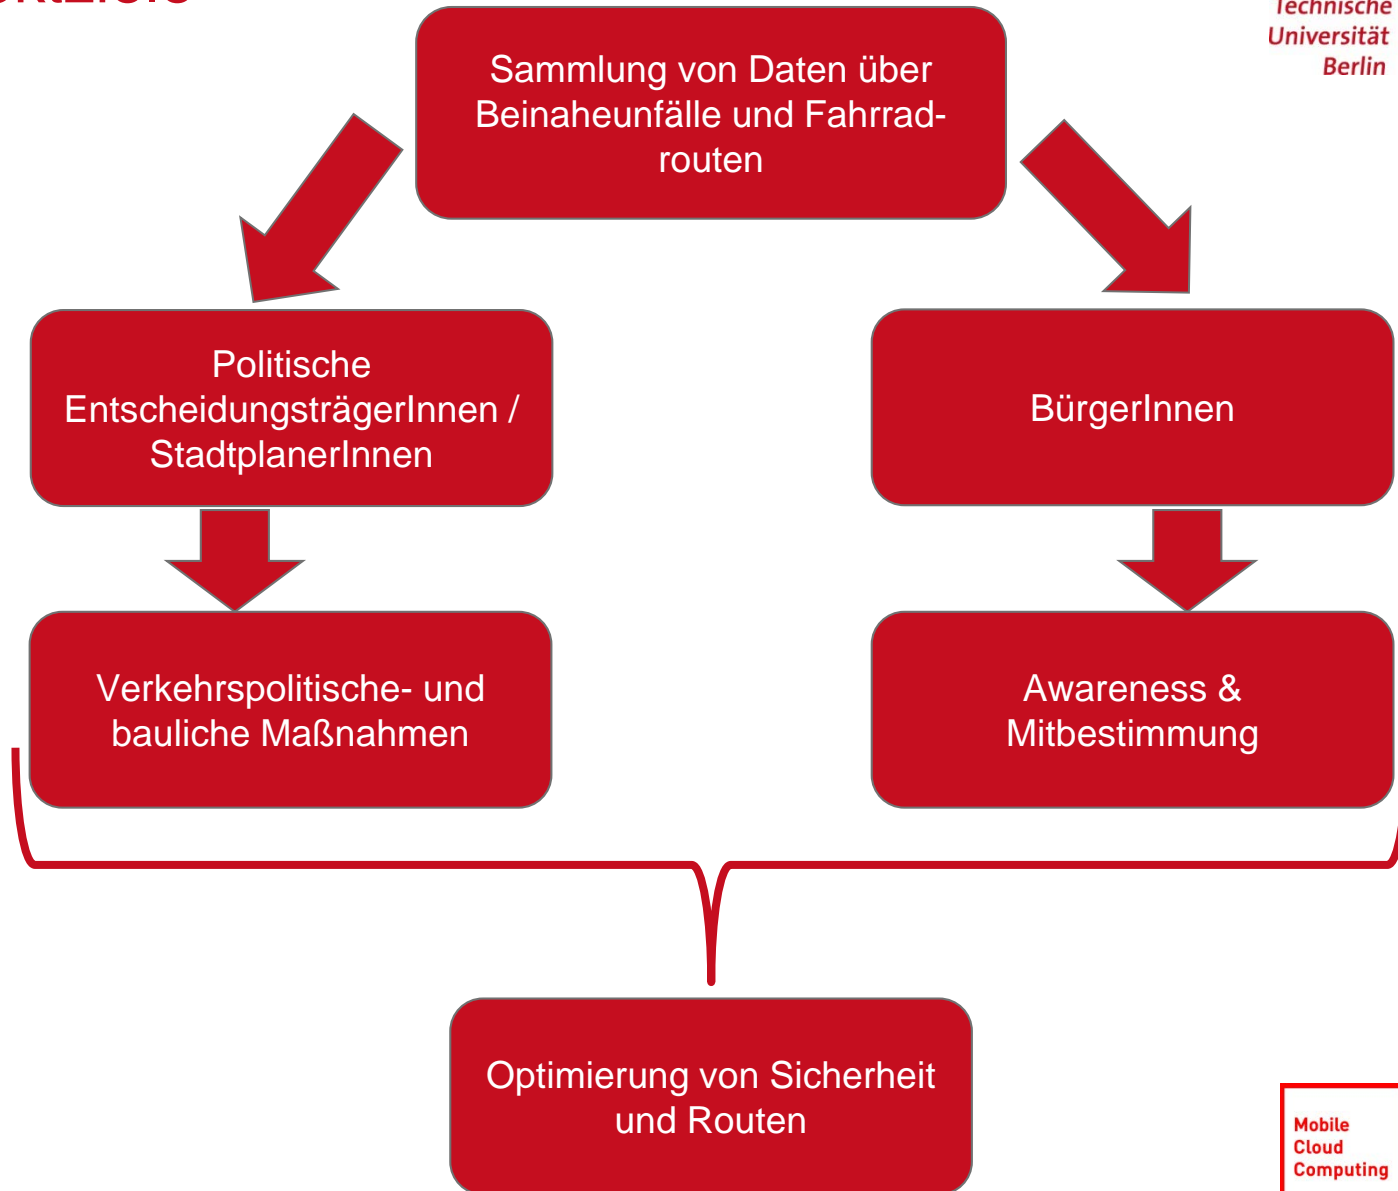 Technische
Universität
Berlin
Sammlung von Daten über
Beinaheunfälle und Fahrrad-
routen
Politische
EntscheidungsträgerInnen /
StadtplanerInnen
BürgerInnen
Verkehrspolitische- und
bauliche Maßnahmen
Awareness &
Mitbestimmung
Optimierung von Sicherheit
und Routen
Mobile
Cloud
Computing